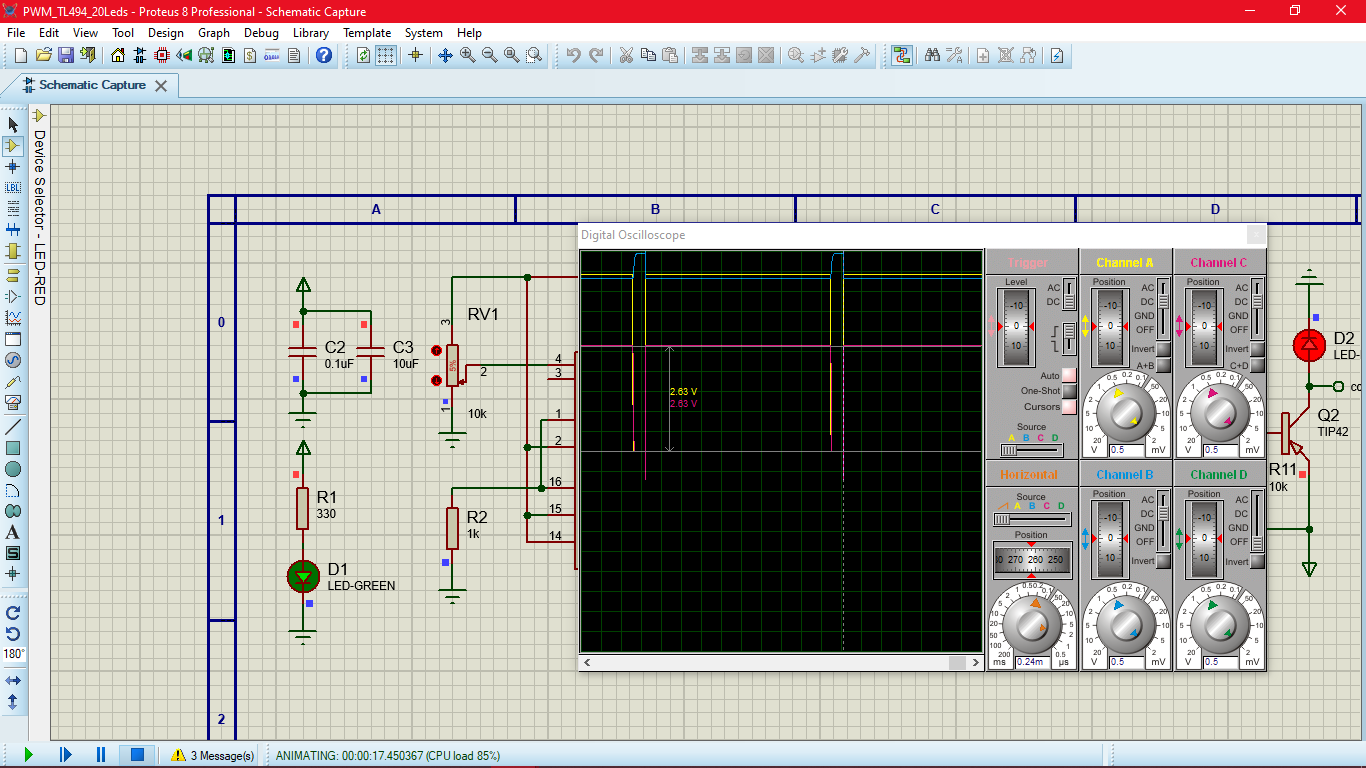 PWM_TL494_20Leds - Proteus 8 Professional - Schematic Capture
File Edit View Tool Design Graph Debug Library Template System Help
Schematic Capture
Device Selector - LED-RED
LBL
A
S
180°
A B C D
0
1
2
C2
0.1uF
C3
10uF
R1
330
D1
LED-GREEN
RV1
3
2
1
5%
10k
R2
1k
4
3
1
2
16
15
14
Digital Oscilloscope
2.63 V
2.63 V
Trigger
Level
-10
0
10
AC
DC
Auto
One-Shot
Cursors
Source
A B C D
Channel A
Position
-10
0
10
AC
DC
GND
OFF
Invert
A+B
V 0.5 mV
Channel C
Position
-10
0
10
AC
DC
GND
OFF
Invert
C+D
V 0.5 mV
Horizontal
Source
A B C D
Position
270 260 250
ms 0.24m µs
Channel B
Position
-10
0
10
AC
DC
GND
OFF
Invert
V 0.5 mV
Channel D
Position
-10
0
10
AC
DC
GND
OFF
Invert
V 0.5 mV
D2
LED-
Q2
TIP42
R11
10k
3 Message(s)
ANIMATING: 00:00:17.450367 (CPU load 85%)